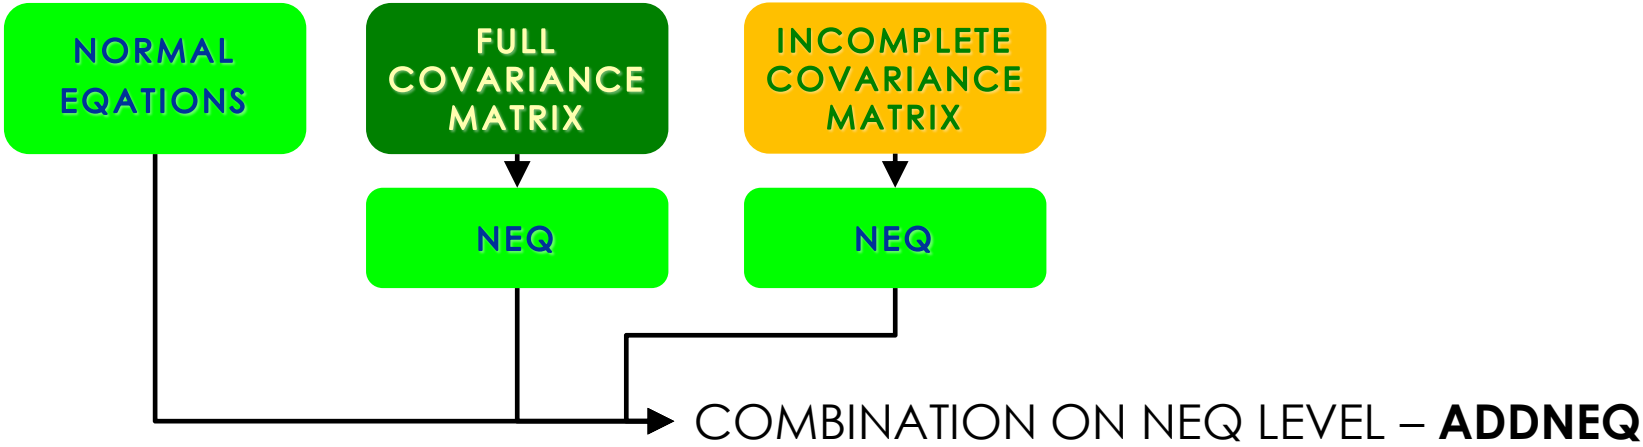 NORMAL
EQATIONS
FULL
COVARIANCE
MATRIX
INCOMPLETE
COVARIANCE
MATRIX
NEQ
NEQ
COMBINATION ON NEQ LEVEL – ADDNEQ